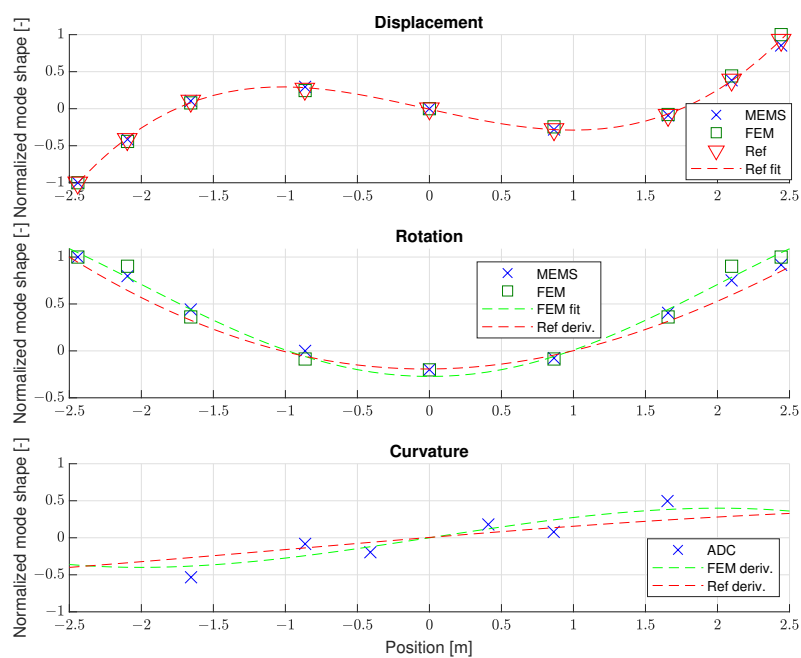 Displacement
Normalized mode shape [-]
1
0.5
0
−0.5
−1
−2.5 −2 −1.5 −1 −0.5 0 0.5 1 1.5 2 2.5
MEMS
FEM
Ref
Ref fit
Rotation
Normalized mode shape [-]
1
0.5
0
−0.5
−2.5 −2 −1.5 −1 −0.5 0 0.5 1 1.5 2 2.5
MEMS
FEM
FEM fit
Ref deriv.
Curvature
Normalized mode shape [-]
1
0.5
0
−0.5
−1
−2.5 −2 −1.5 −1 −0.5 0 0.5 1 1.5 2 2.5
ADC
FEM deriv.
Ref deriv.
Position [m]